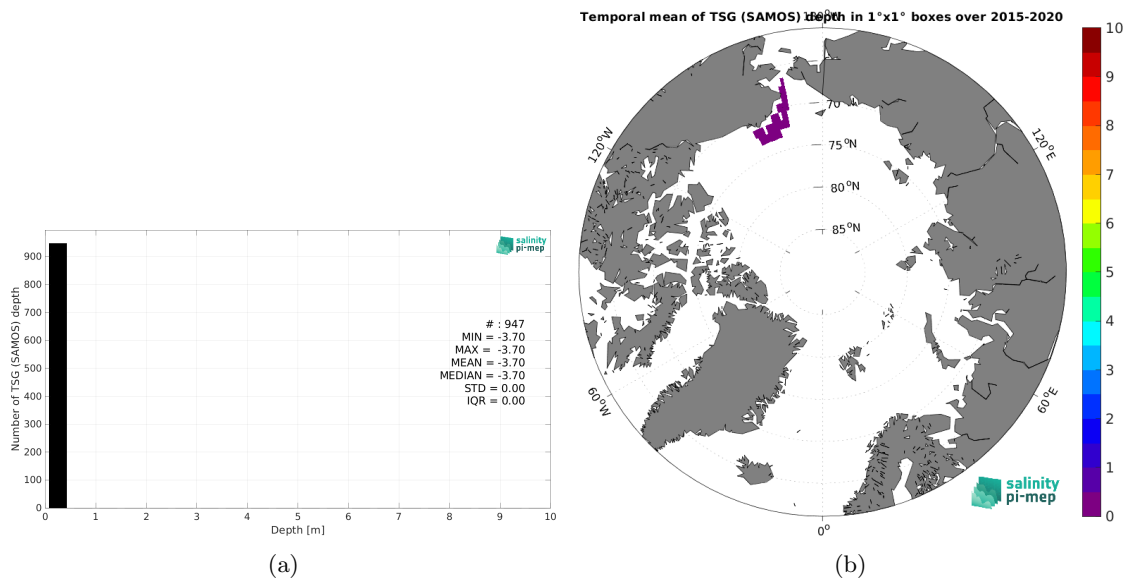 Temporal mean of TSG (SAMOS) depth in 1°x1° boxes over 2015-2020
900
800
700
600
500
400
300
200
100
0
Number of TSG (SAMOS) depth
salinity
pi-mep
# : 947
MIN = -3.70
MAX = -3.70
MEAN = -3.70
MEDIAN = -3.70
STD = 0.00
IQR = 0.00
0 1 2 3 4 5 6 7 8 9 10
Depth [m]
(a)
180°W
120°W
120°E
70°N
75°N
80°N
85°N
60°W
60°E
0°
salinity
pi-mep
10
9
8
7
6
5
4
3
2
1
0
(b)